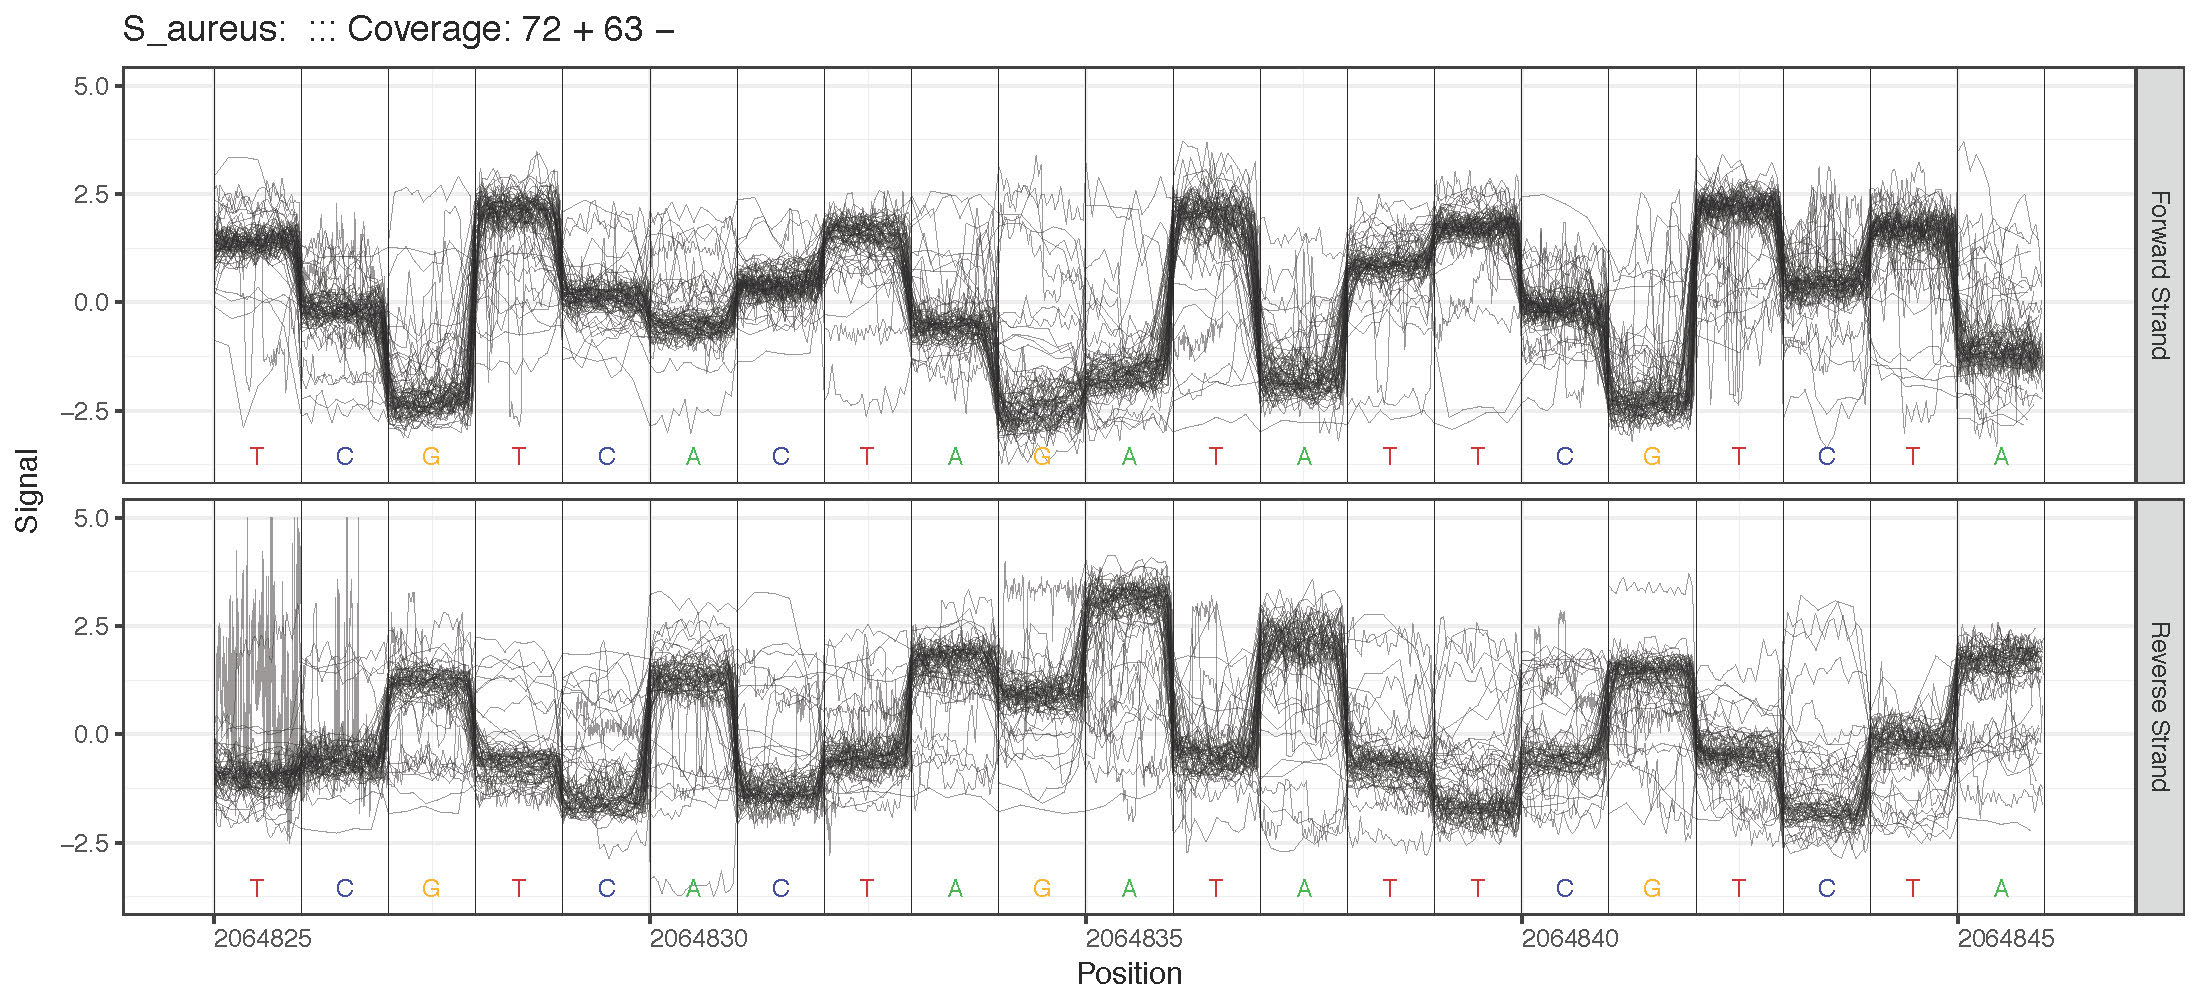 S_aureus:  ::: Coverage: 72 + 63 −
Signal
5.0
2.5
0.0
−2.5
T C G T C A C T A G A T A T T C G T C T A
Forward Strand
5.0
2.5
0.0
−2.5
T C G T C A C T A G A T A T T C G T C T A
Reverse Strand
2064825 2064830 2064835 2064840 2064845
Position